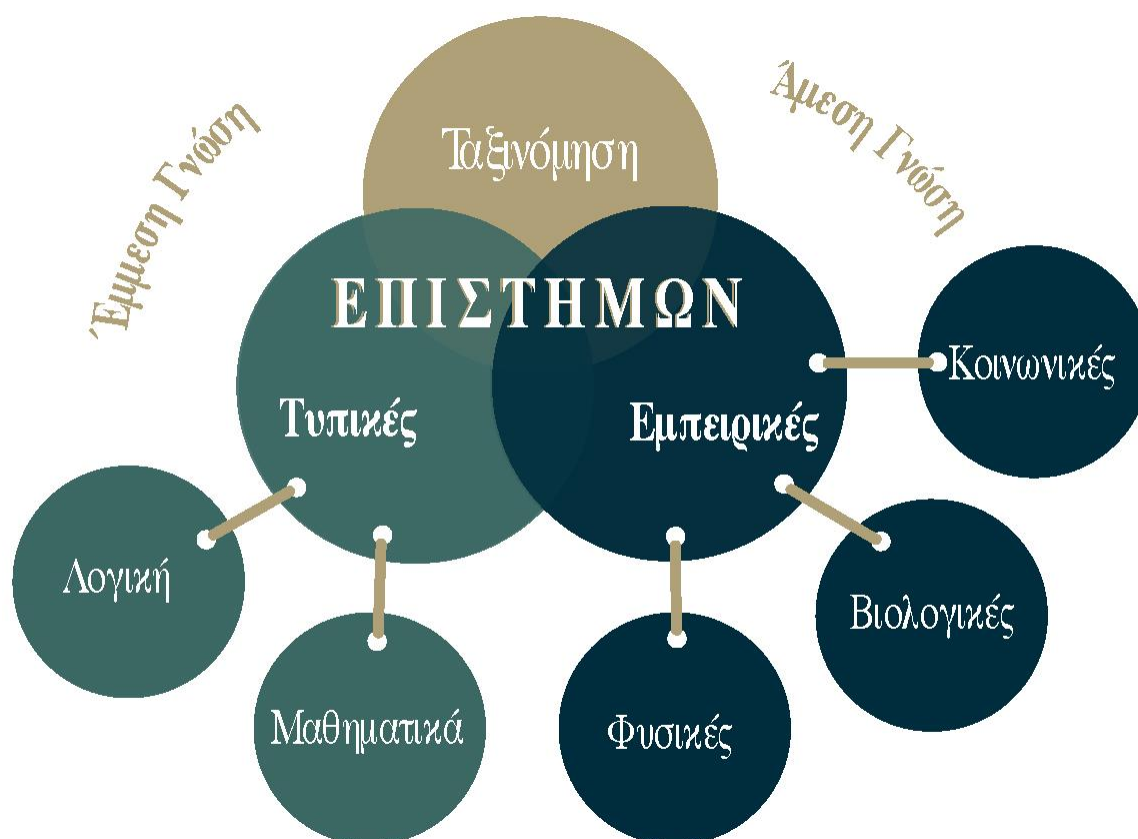 Έμμεση Γνώση
Άμεση Γνώση
Ταξινόμηση
ΕΠΙΣΤΗΜΩΝ
Τυπικές
Εμπειρικές
Κοινωνικές
Λογική
Βιολογικές
Μαθηματικά
Φυσικές